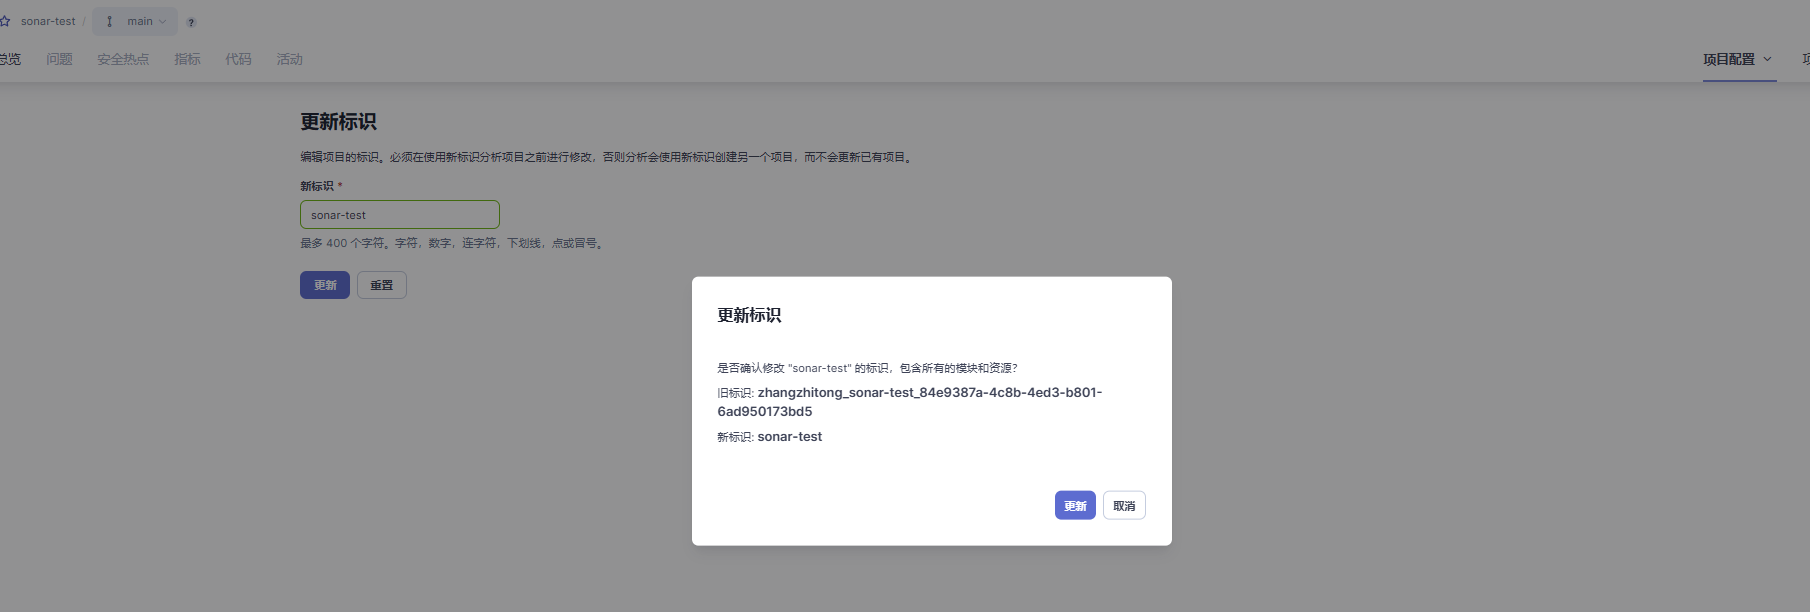 sonar-test / main ?
总览 问题 安全热点 指标 代码 活动 项目配置
更新标识
编辑项目的标识。必须在使用新标识分析项目之前进行修改，否则分析会使用新标识创建另一个项目，而不会更新已有项目。
新标识 *
sonar-test
最多 400 个字符。字符，数字，连字符，下划线，点或冒号。
更新 重置
更新标识
是否确认修改 "sonar-test" 的标识，包含所有的模块和资源?
旧标识: zhangzhitong_sonar-test_84e9387a-4c8b-4ed3-b801-
6ad950173bd5
新标识: sonar-test
更新 取消